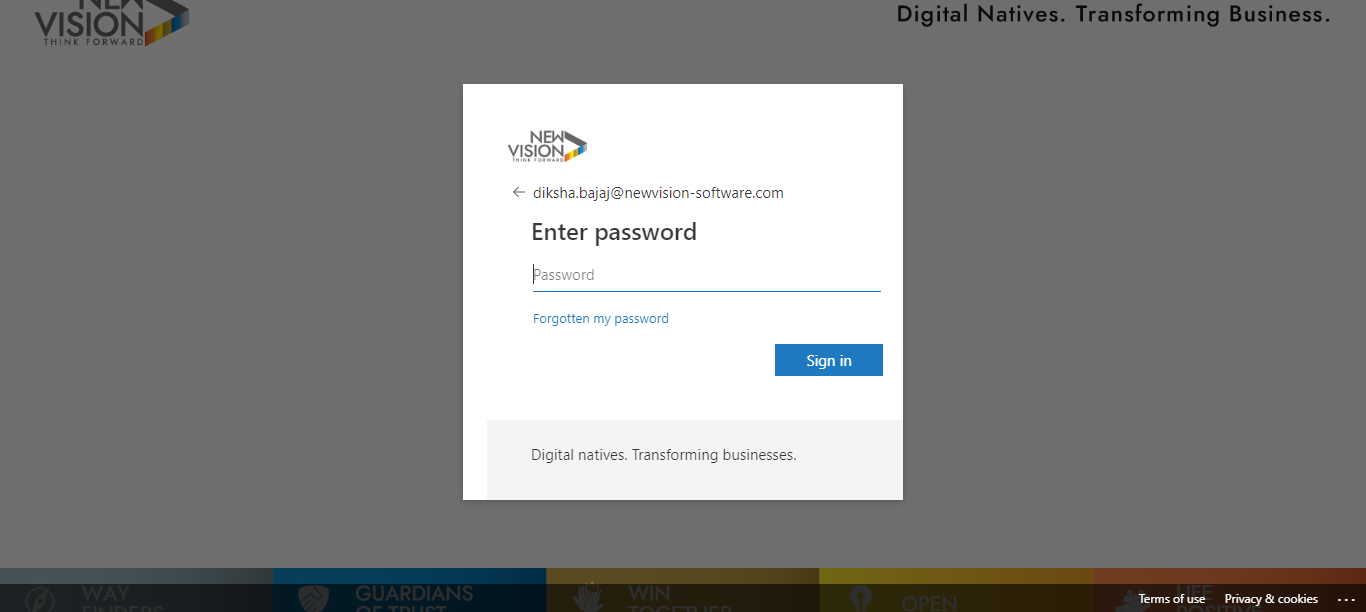 NEW
VISION
THINK FORWARD
Digital Natives. Transforming Business.
NEW
VISION
THINK FORWARD
diksha.bajaj@newvision-software.com
Enter password
Password
Forgotten my password
Sign in
Digital natives. Transforming businesses.
WAY
FINDERS
GUARDIANS
OF TRUST
WIN
TOGETHER
OPEN
LIFE
POSITIVE
Terms of use
Privacy & cookies
...